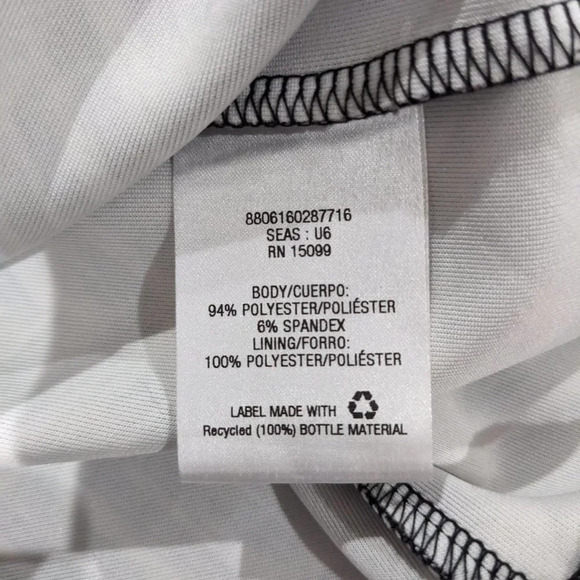 8806160287716
SEAS : U6
RN 15099
BODY/CUERPO:
94% POLYESTER/POLIÉSTER
6% SPANDEX
LINING/FORRO:
100% POLYESTER/POLIÉSTER
LABEL MADE WITH
Recycled (100%) BOTTLE MATERIAL